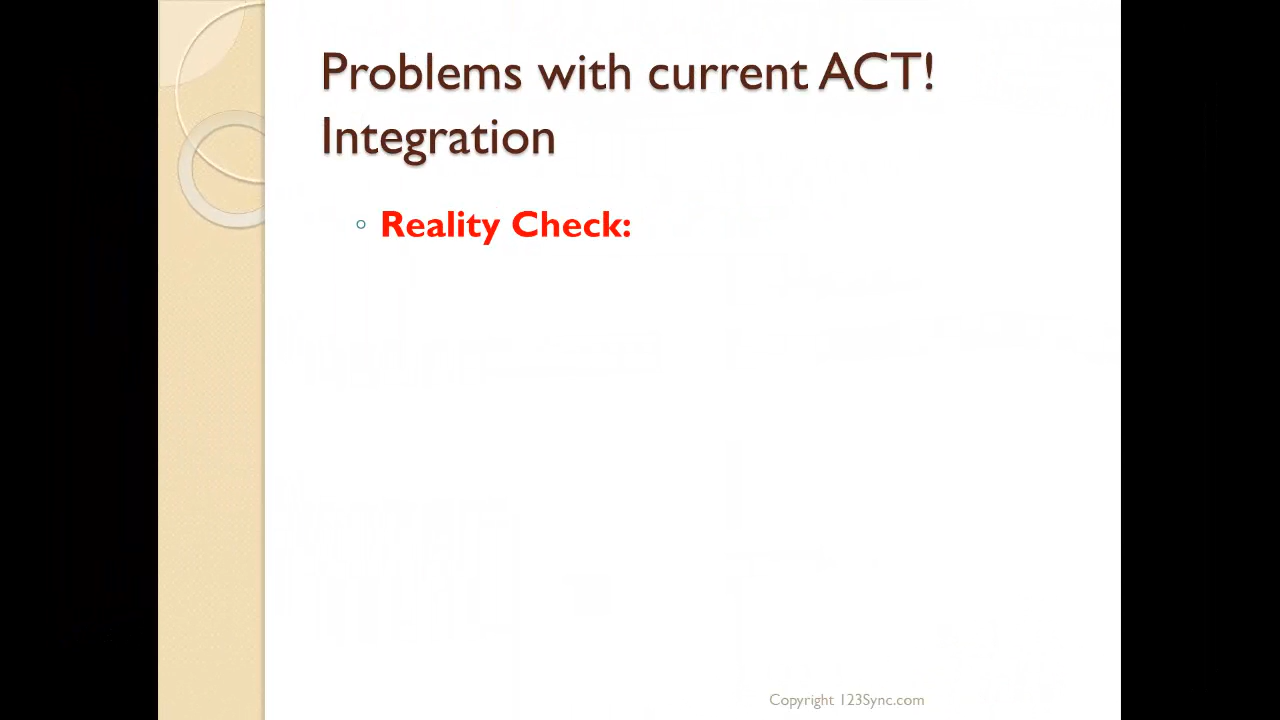 Problems with current ACT!
Integration
Reality Check:
Copyright 123Sync.com